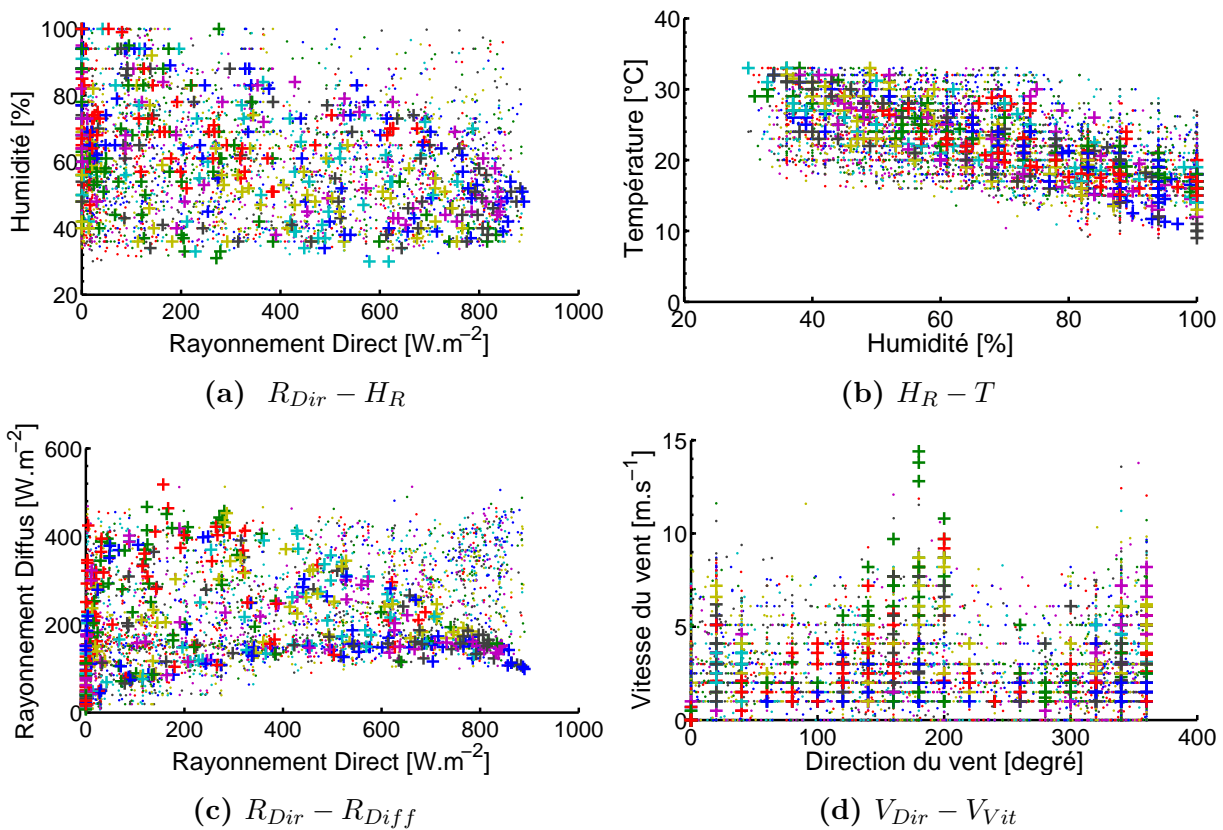 100
80
60
40
20
0 200 400 600 800 1000
Humidité [%]
Rayonnement Direct [W.m⁻²]
(a) R_Dir − H_R
40
30
20
10
0
20 40 60 80 100
Température [°C]
Humidité [%]
(b) H_R − T
600
400
200
0
0 200 400 600 800 1000
Rayonnement Diffus [W.m⁻²]
Rayonnement Direct [W.m⁻²]
(c) R_Dir − R_Diff
15
10
5
0
0 100 200 300 400
Vitesse du vent [m.s⁻¹]
Direction du vent [degré]
(d) V_Dir − V_Vit